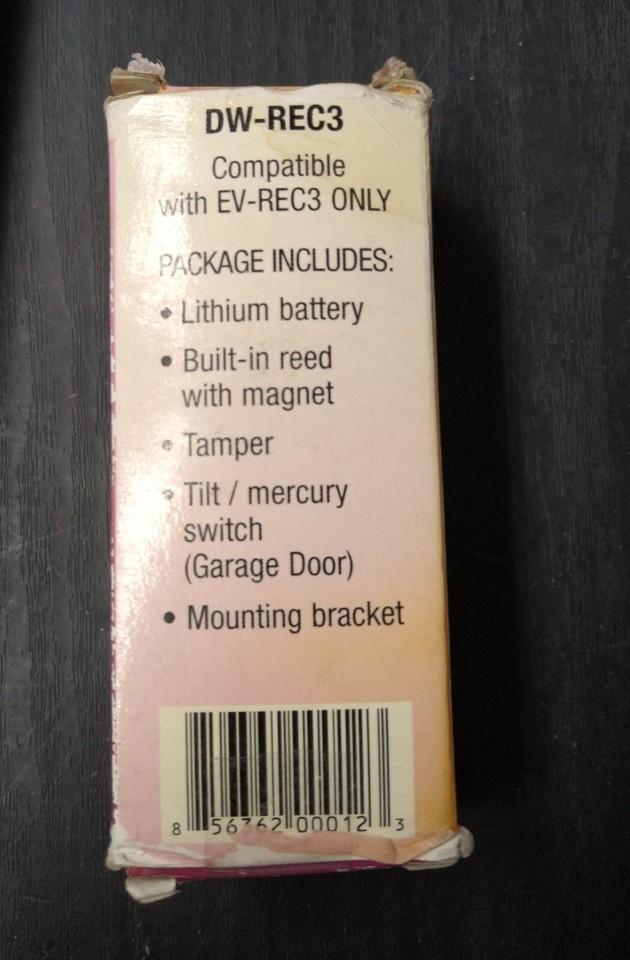 DW-REC3
Compatible
with EV-REC3 ONLY
PACKAGE INCLUDES:
• Lithium battery
• Built-in reed
with magnet
• Tamper
• Tilt / mercury
switch
(Garage Door)
• Mounting bracket
8 56362 00012 3